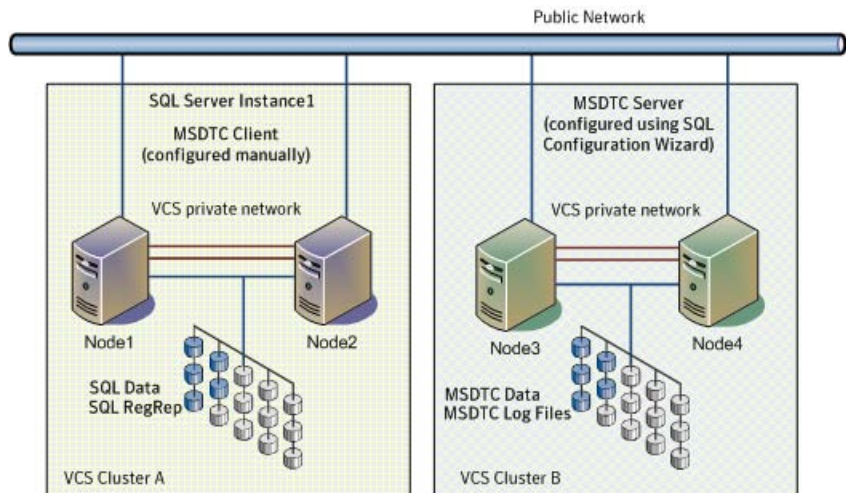 Public Network
SQL Server Instance1
MSDTC Client
(configured manually)
VCS private network
Node1
Node2
SQL Data
SQL RegRep
VCS Cluster A
MSDTC Server
(configured using SQL
Configuration Wizard)
VCS private network
Node3
Node4
MSDTC Data
MSDTC Log Files
VCS Cluster B